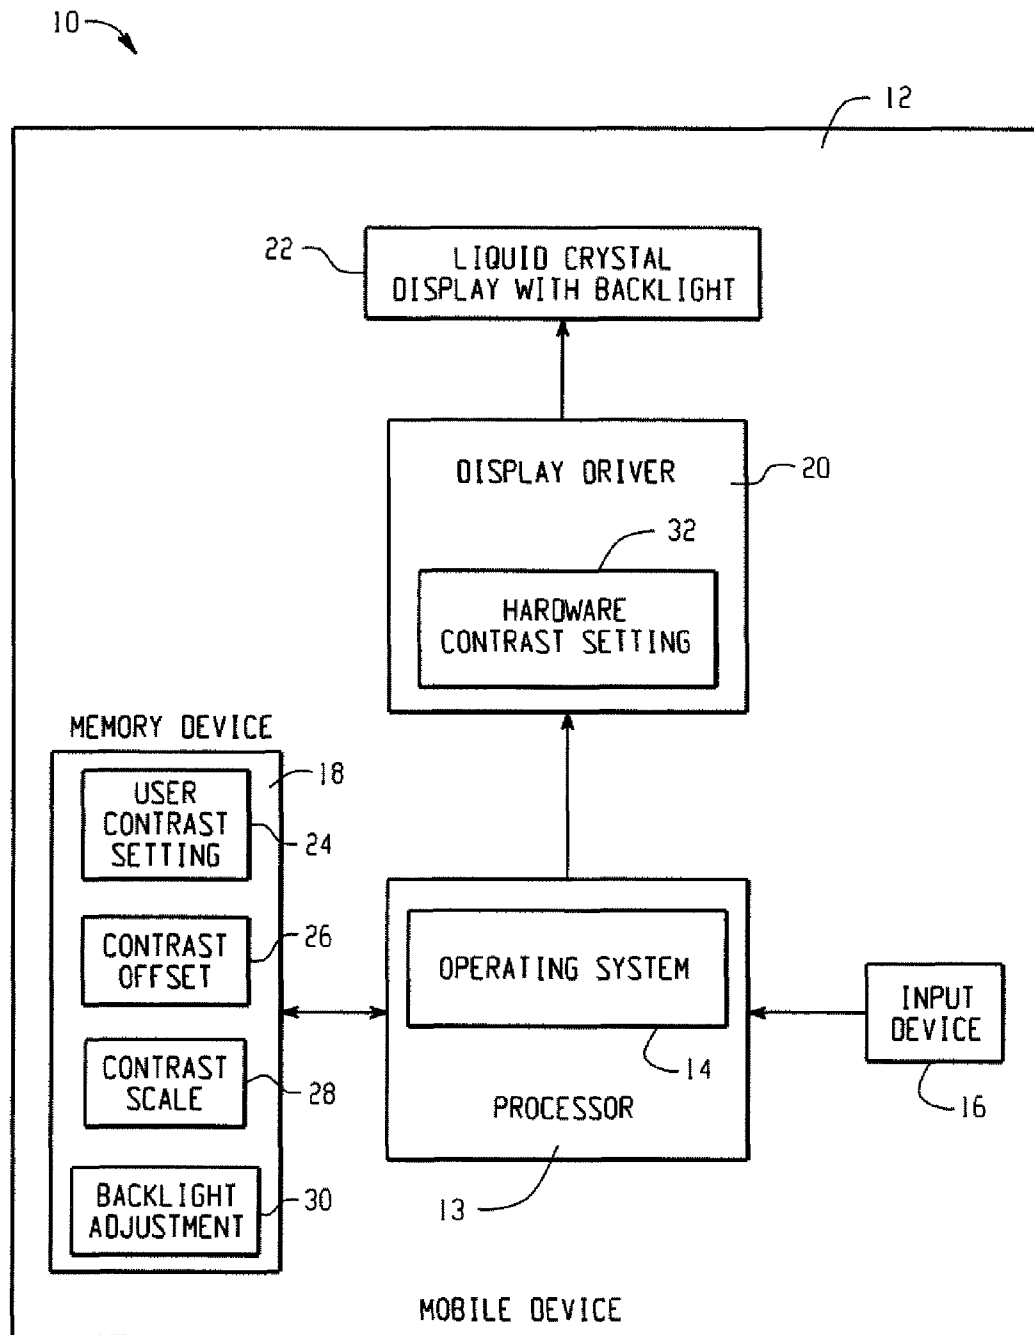 10
12
22
LIQUID CRYSTAL
DISPLAY WITH BACKLIGHT
DISPLAY DRIVER
20
32
HARDWARE
CONTRAST SETTING
MEMORY DEVICE
18
USER
CONTRAST
SETTING
24
CONTRAST
OFFSET
26
CONTRAST
SCALE
28
BACKLIGHT
ADJUSTMENT
30
OPERATING SYSTEM
14
PROCESSOR
13
INPUT
DEVICE
16
MOBILE DEVICE